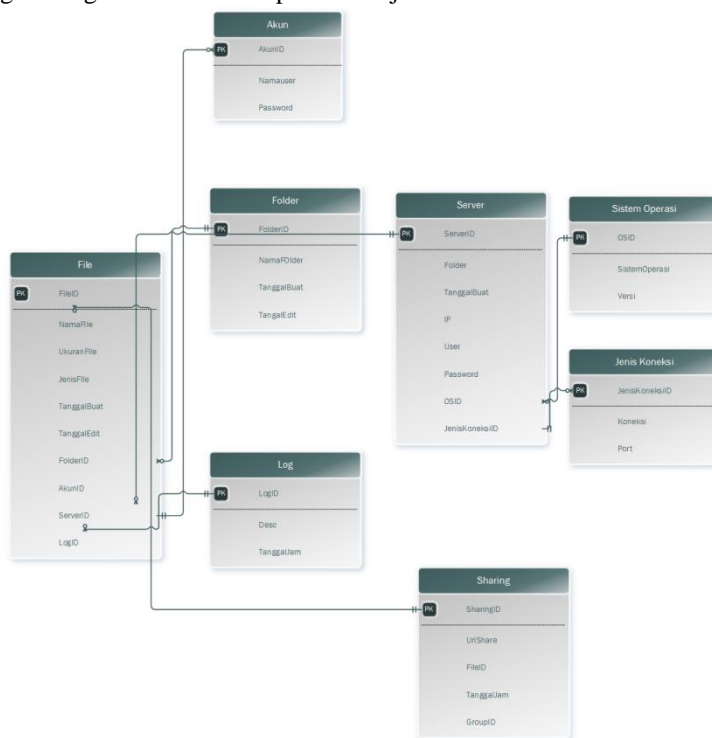 Akun
PK AkunID
Namauser
Password
Folder
PK FolderID
NamaFOlder
TanggalBuat
TangalEdit
Server
PK ServerID
Folder
TanggalBuat
IP
User
Password
OSID
JenisKoneksiID
Sistem Operasi
PK OSID
SistemOperasi
Versi
File
PK FileID
NamaFile
UkuranFile
JenisFile
TanggalBuat
TanggalEdit
FolderID
AkunID
ServerID
LogID
Jenis Koneksi
PK JenisKoneksiID
Koneksi
Port
Log
PK LogID
Desc
TanggalJam
Sharing
PK SharingID
UrlShare
FileID
TanggalJam
GroupID